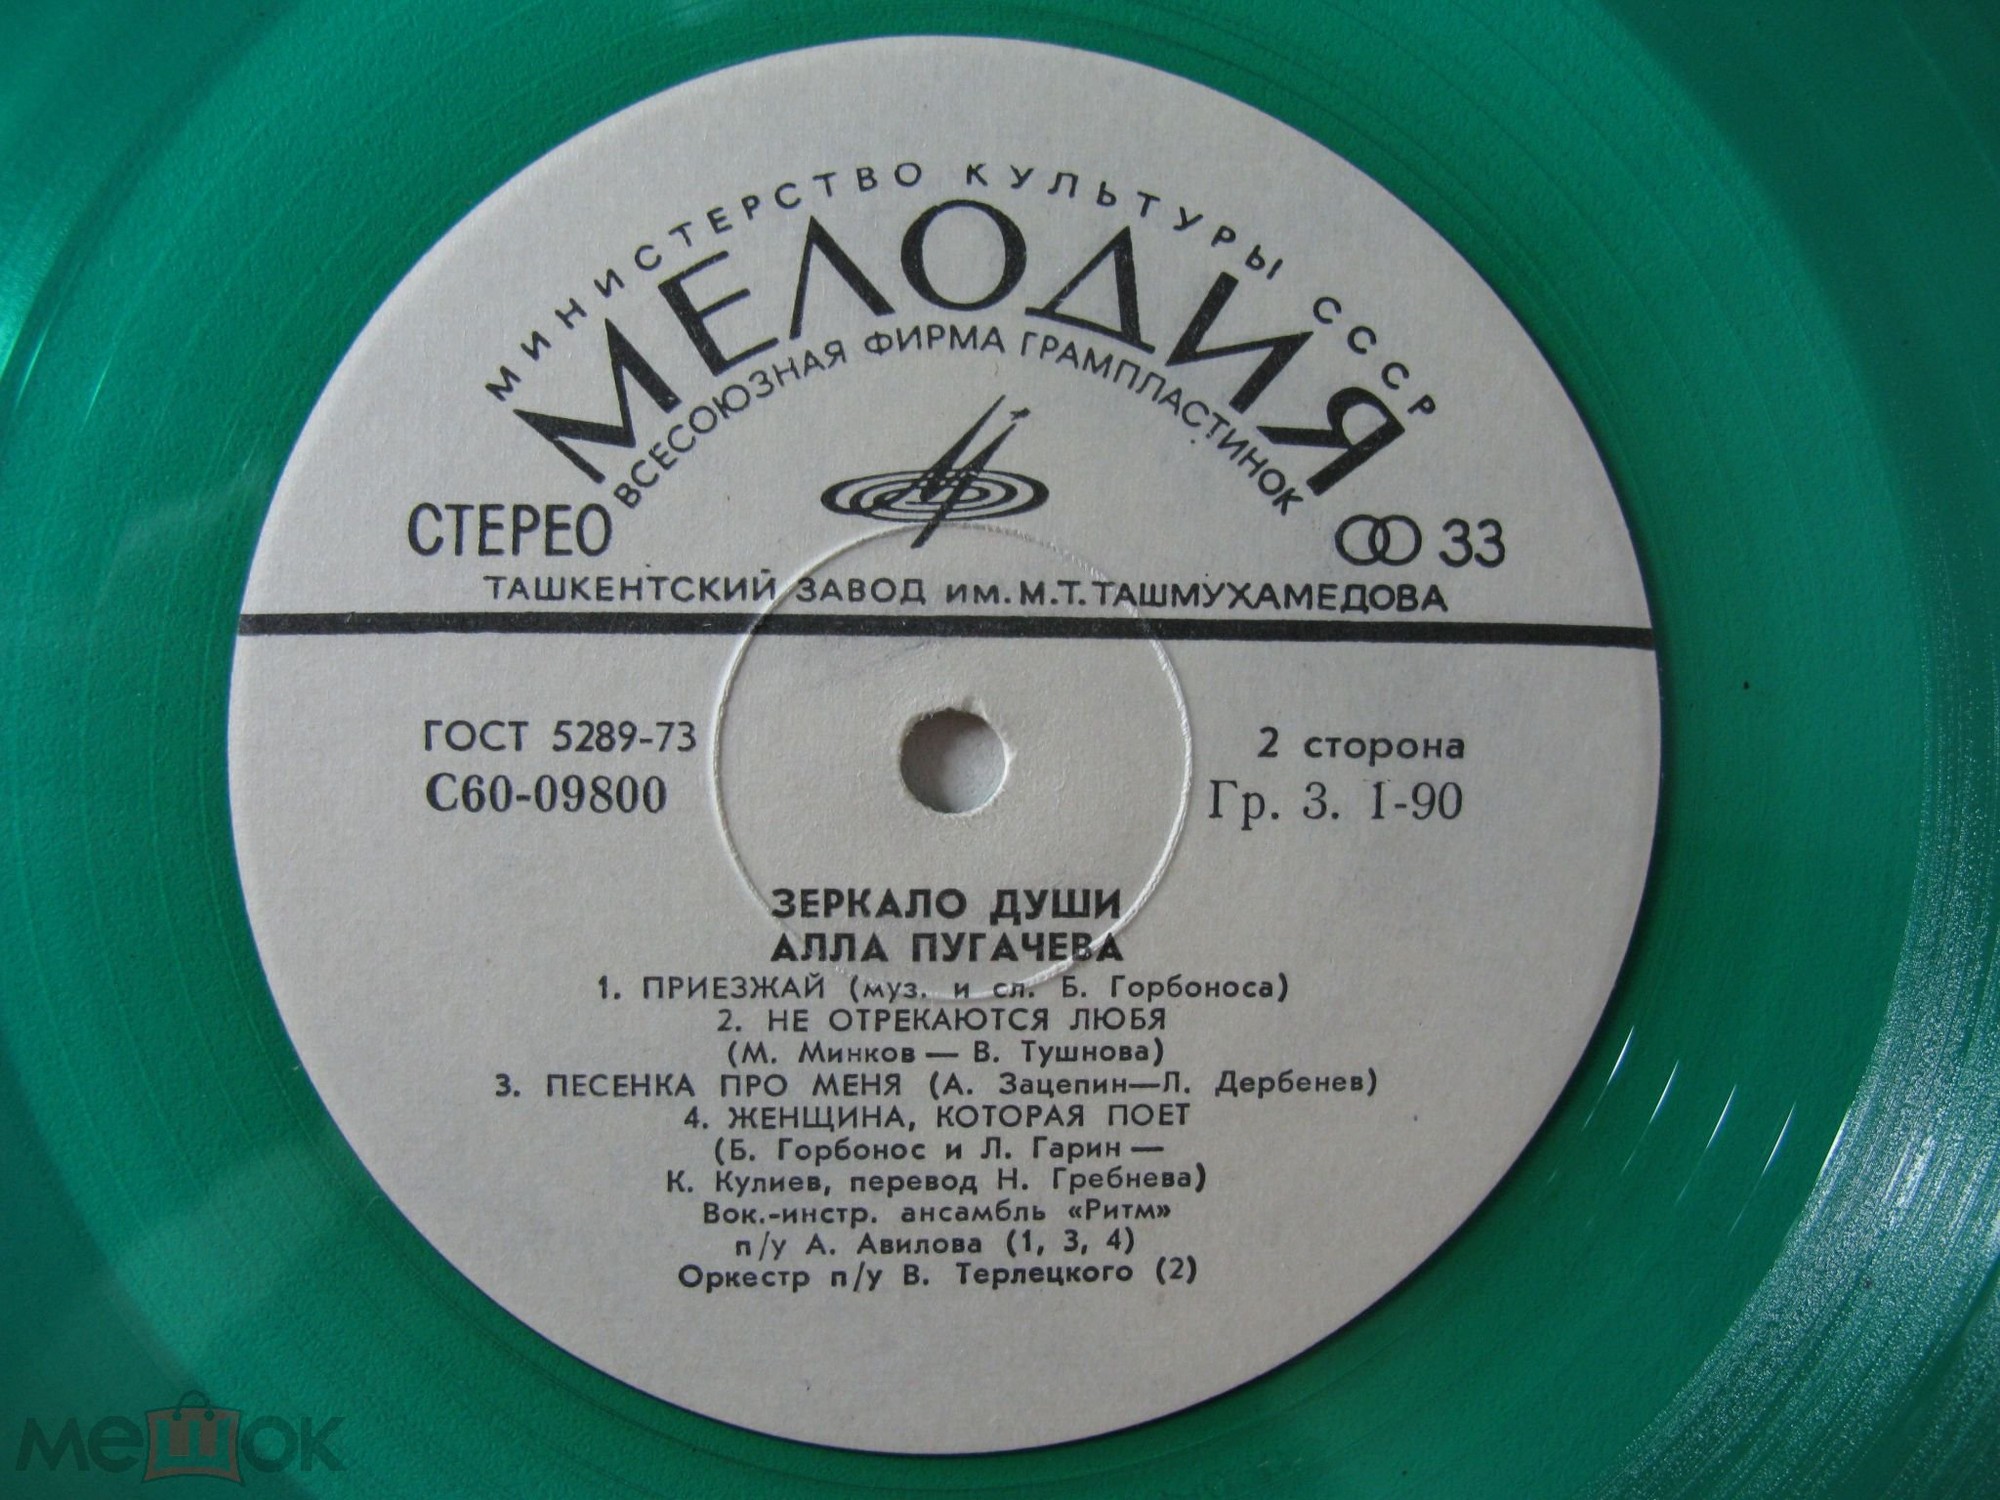 МИНИСТЕРСТВО КУЛЬТУРЫ СССР
МЕЛОДИЯ
ВСЕСОЮЗНАЯ ФИРМА ГРАМПЛАСТИНОК
СТЕРЕО
33
ТАШКЕНТСКИЙ ЗАВОД ИМ. М.Т. ТАШМУХАМЕДОВА
ГОСТ 5289-73
2 сторона
С60-09800
Гр. 3. I-90
ЗЕРКАЛО ДУШИ
АЛЛА ПУГАЧЕВА
1. ПРИЕЗЖАЙ (муз. и сл. Б. Горбоноса)
2. НЕ ОТРЕКАЮТСЯ ЛЮБЯ
(М. Минков — В. Тушнова)
3. ПЕСЕНКА ПРО МЕНЯ (А. Зацепин—Л. Дербенев)
4. ЖЕНЩИНА, КОТОРАЯ ПОЕТ
(Б. Горбонос и Л. Гарин —
К. Кулиев, перевод Н. Гребнева)
Вок.-инстр. ансамбль «Ритм»
п/у А. Авилова (1, 3, 4)
Оркестр п/у В. Терлецкого (2)
мешок